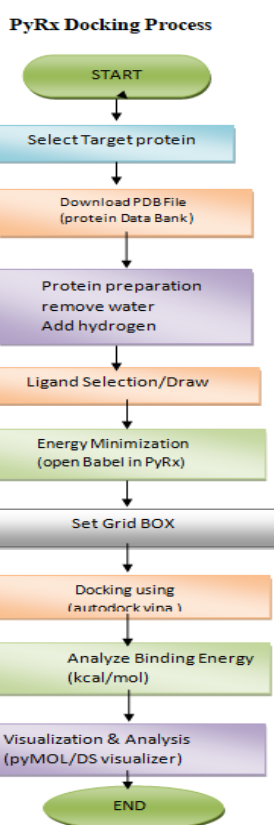 PyRx Docking Process
START
Select Target protein
Download PDB File
(protein Data Bank)
Protein preparation
remove water
Add hydrogen
Ligand Selection/Draw
Energy Minimization
(open Babel in PyRx)
Set Grid BOX
Docking using
(autodock vina )
Analyze Binding Energy
(kcal/mol)
Visualization & Analysis
(pyMOL/DS visualizer)
END